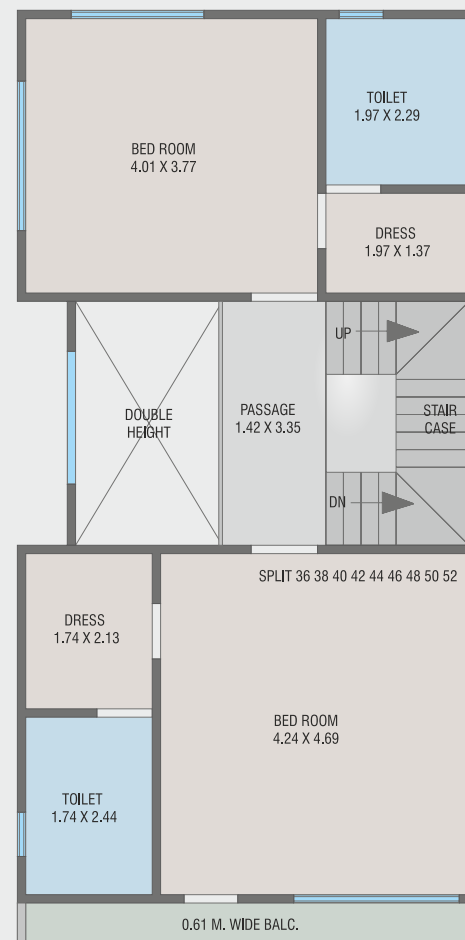 TOILET
1.97 X 2.29
BED ROOM
4.01 X 3.77
DRESS
1.97 X 1.37
UP
DOUBLE
HEIGHT
PASSAGE
1.42 X 3.35
STAIR
CASE
DN
SPLIT 36 38 40 42 44 46 48 50 52
DRESS
1.74 X 2.13
BED ROOM
4.24 X 4.69
TOILET
1.74 X 2.44
0.61 M. WIDE BALC.